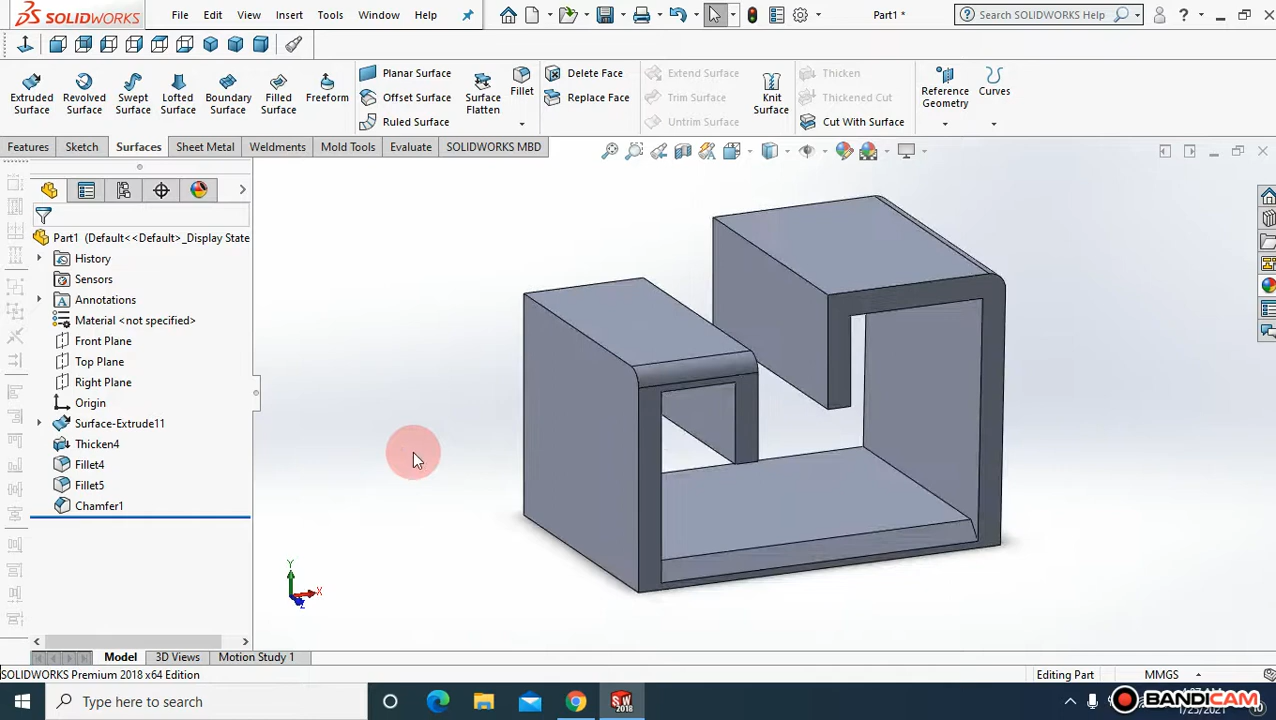 SOLIDWORKS File Edit View Insert Tools Window Help Part1 * Search SOLIDWORKS Help ?
Extruded Surface
Revolved Surface
Swept Surface
Lofted Surface
Boundary Surface
Filled Surface
Freeform
Planar Surface
Offset Surface
Ruled Surface
Surface Flatten
Fillet
Delete Face
Replace Face
Extend Surface
Trim Surface
Untrim Surface
Knit Surface
Thicken
Thickened Cut
Cut With Surface
Reference Geometry
Curves
Features Sketch Surfaces Sheet Metal Weldments Mold Tools Evaluate SOLIDWORKS MBD
Part1 (Default<<Default>_Display State
History
Sensors
Annotations
Material <not specified>
Front Plane
Top Plane
Right Plane
Origin
Surface-Extrude11
Thicken4
Fillet4
Fillet5
Chamfer1
Y
X
Z
Model 3D Views Motion Study 1
SOLIDWORKS Premium 2018 x64 Edition Editing Part MMGS
Type here to search
SW
2018
BANDICAM